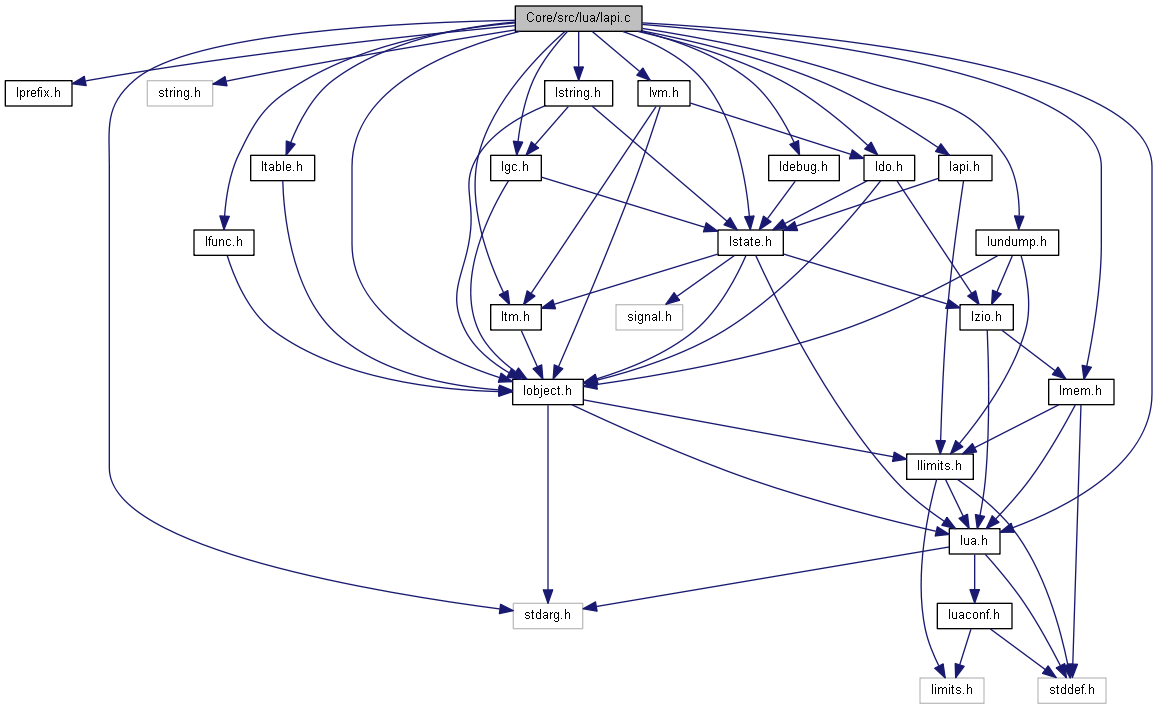 Core/src/lua/lapi.c
lprefix.h
string.h
lstring.h
lvm.h
ltable.h
lgc.h
ldebug.h
ldo.h
lapi.h
lfunc.h
lstate.h
lundump.h
ltm.h
signal.h
lzio.h
lobject.h
lmem.h
llimits.h
lua.h
stdarg.h
luaconf.h
limits.h
stddef.h